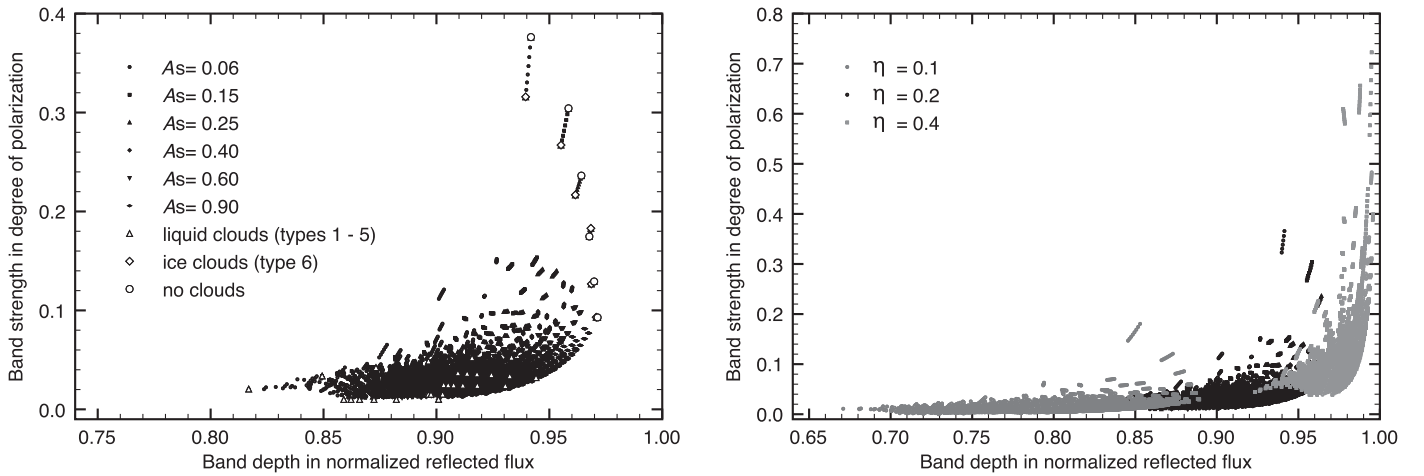 0.4
0.3
0.2
0.1
0.0
Band strength in degree of polarization
As= 0.06
As= 0.15
As= 0.25
As= 0.40
As= 0.60
As= 0.90
liquid clouds (types 1 - 5)
ice clouds (type 6)
no clouds
0.75 0.80 0.85 0.90 0.95 1.00
Band depth in normalized reflected flux
0.8
0.7
0.6
0.5
0.4
0.3
0.2
0.1
0.0
Band strength in degree of polarization
η = 0.1
η = 0.2
η = 0.4
0.65 0.70 0.75 0.80 0.85 0.90 0.95 1.00
Band depth in normalized reflected flux